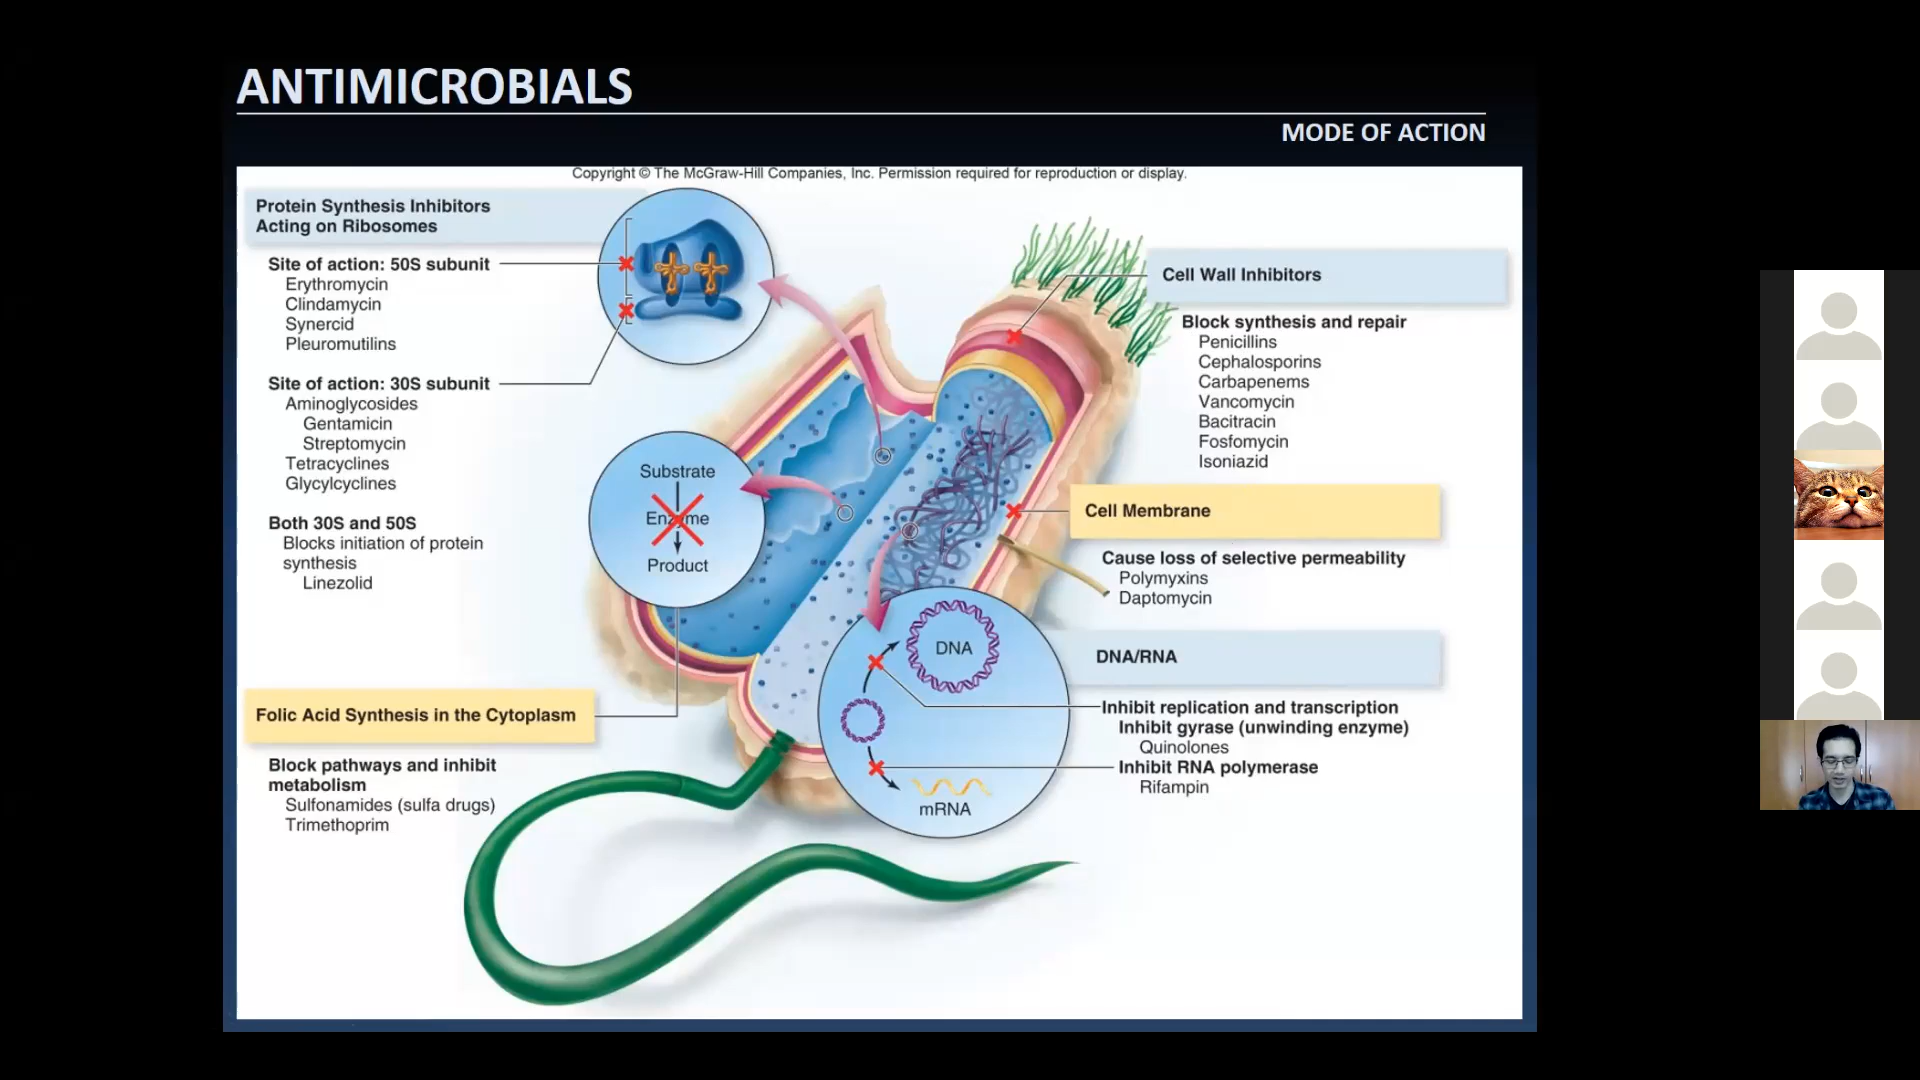 ANTIMICROBIALS
MODE OF ACTION
Copyright © The McGraw-Hill Companies, Inc. Permission required for reproduction or display.
Protein Synthesis Inhibitors
Acting on Ribosomes
Site of action: 50S subunit
Erythromycin
Clindamycin
Synercid
Pleuromutilins
Site of action: 30S subunit
Aminoglycosides
Gentamicin
Streptomycin
Tetracyclines
Glycylcyclines
Both 30S and 50S
Blocks initiation of protein
synthesis
Linezolid
Substrate
Enzyme
Product
Folic Acid Synthesis in the Cytoplasm
Block pathways and inhibit
metabolism
Sulfonamides (sulfa drugs)
Trimethoprim
Cell Wall Inhibitors
Block synthesis and repair
Penicillins
Cephalosporins
Carbapenems
Vancomycin
Bacitracin
Fosfomycin
Isoniazid
Cell Membrane
Cause loss of selective permeability
Polymyxins
Daptomycin
DNA/RNA
Inhibit replication and transcription
Inhibit gyrase (unwinding enzyme)
Quinolones
Inhibit RNA polymerase
Rifampin
DNA
mRNA